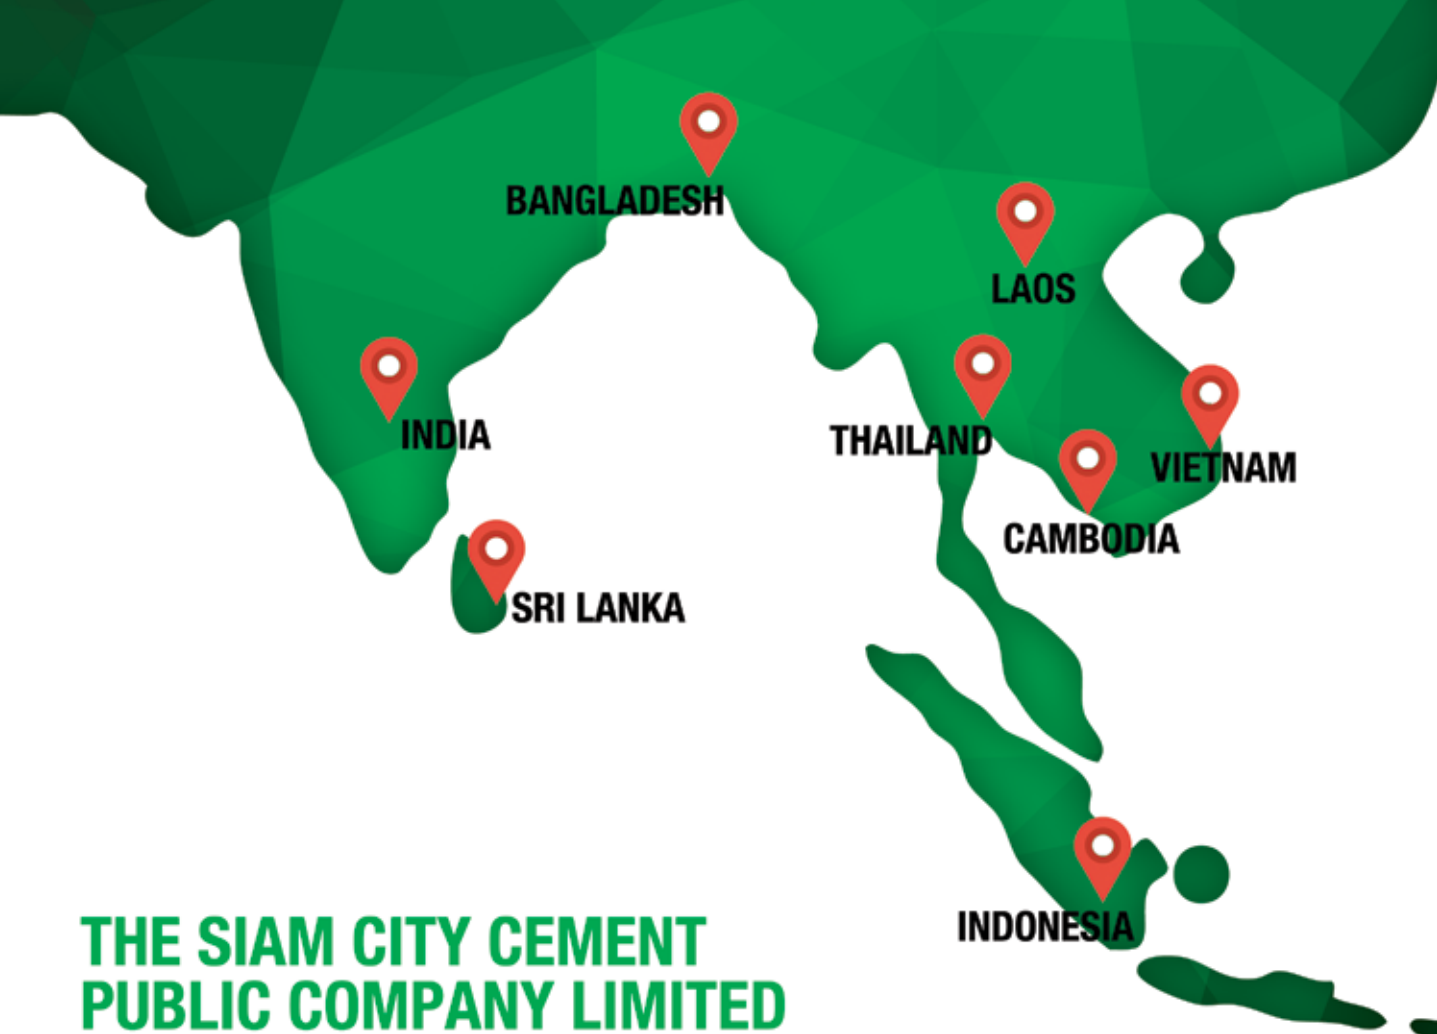 BANGLADESH
LAOS
INDIA
THAILAND
VIETNAM
CAMBODIA
SRI LANKA
INDONESIA
THE SIAM CITY CEMENT
PUBLIC COMPANY LIMITED